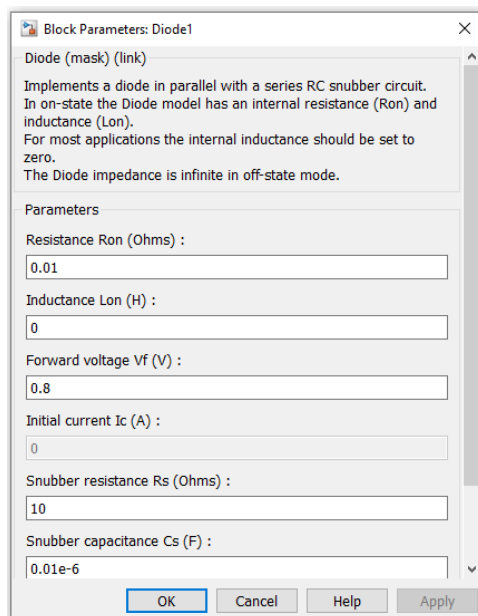 Block Parameters: Diode1
Diode (mask) (link)
Implements a diode in parallel with a series RC snubber circuit.
In on-state the Diode model has an internal resistance (Ron) and
inductance (Lon).
For most applications the internal inductance should be set to
zero.
The Diode impedance is infinite in off-state mode.
Parameters
Resistance Ron (Ohms) :
0.01
Inductance Lon (H) :
0
Forward voltage Vf (V) :
0.8
Initial current Ic (A) :
0
Snubber resistance Rs (Ohms) :
10
Snubber capacitance Cs (F) :
0.01e-6
OK Cancel Help Apply